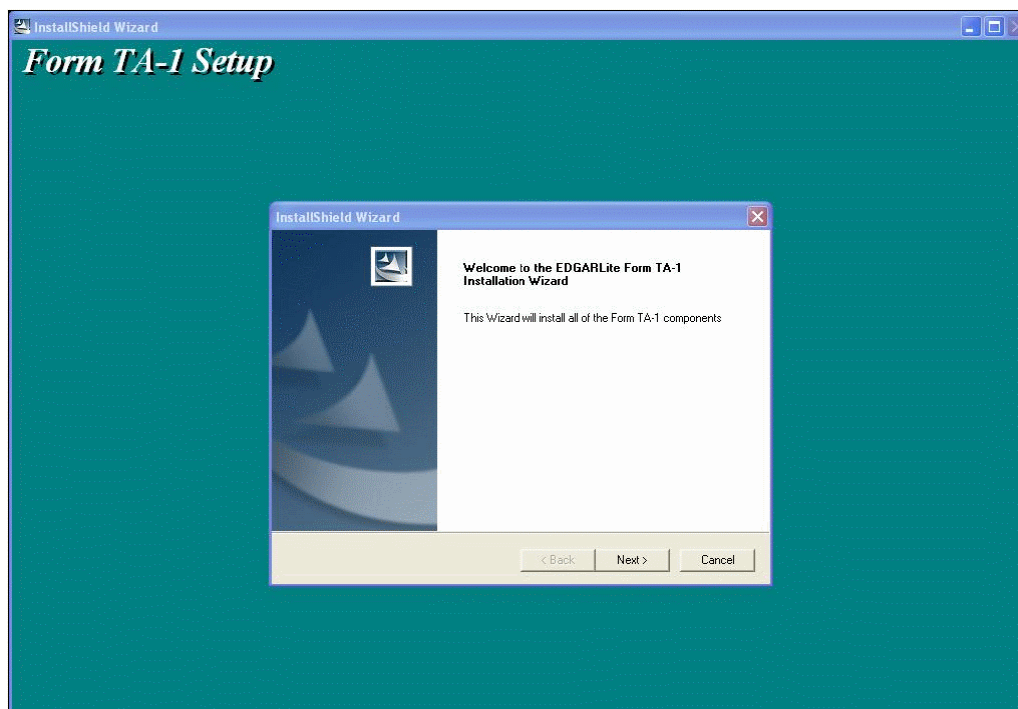 InstallShield Wizard
Form TA-1 Setup
InstallShield Wizard
Welcome to the EDGARLite Form TA-1
Installation Wizard
This Wizard will install all of the Form TA-1 components
< Back
Next >
Cancel